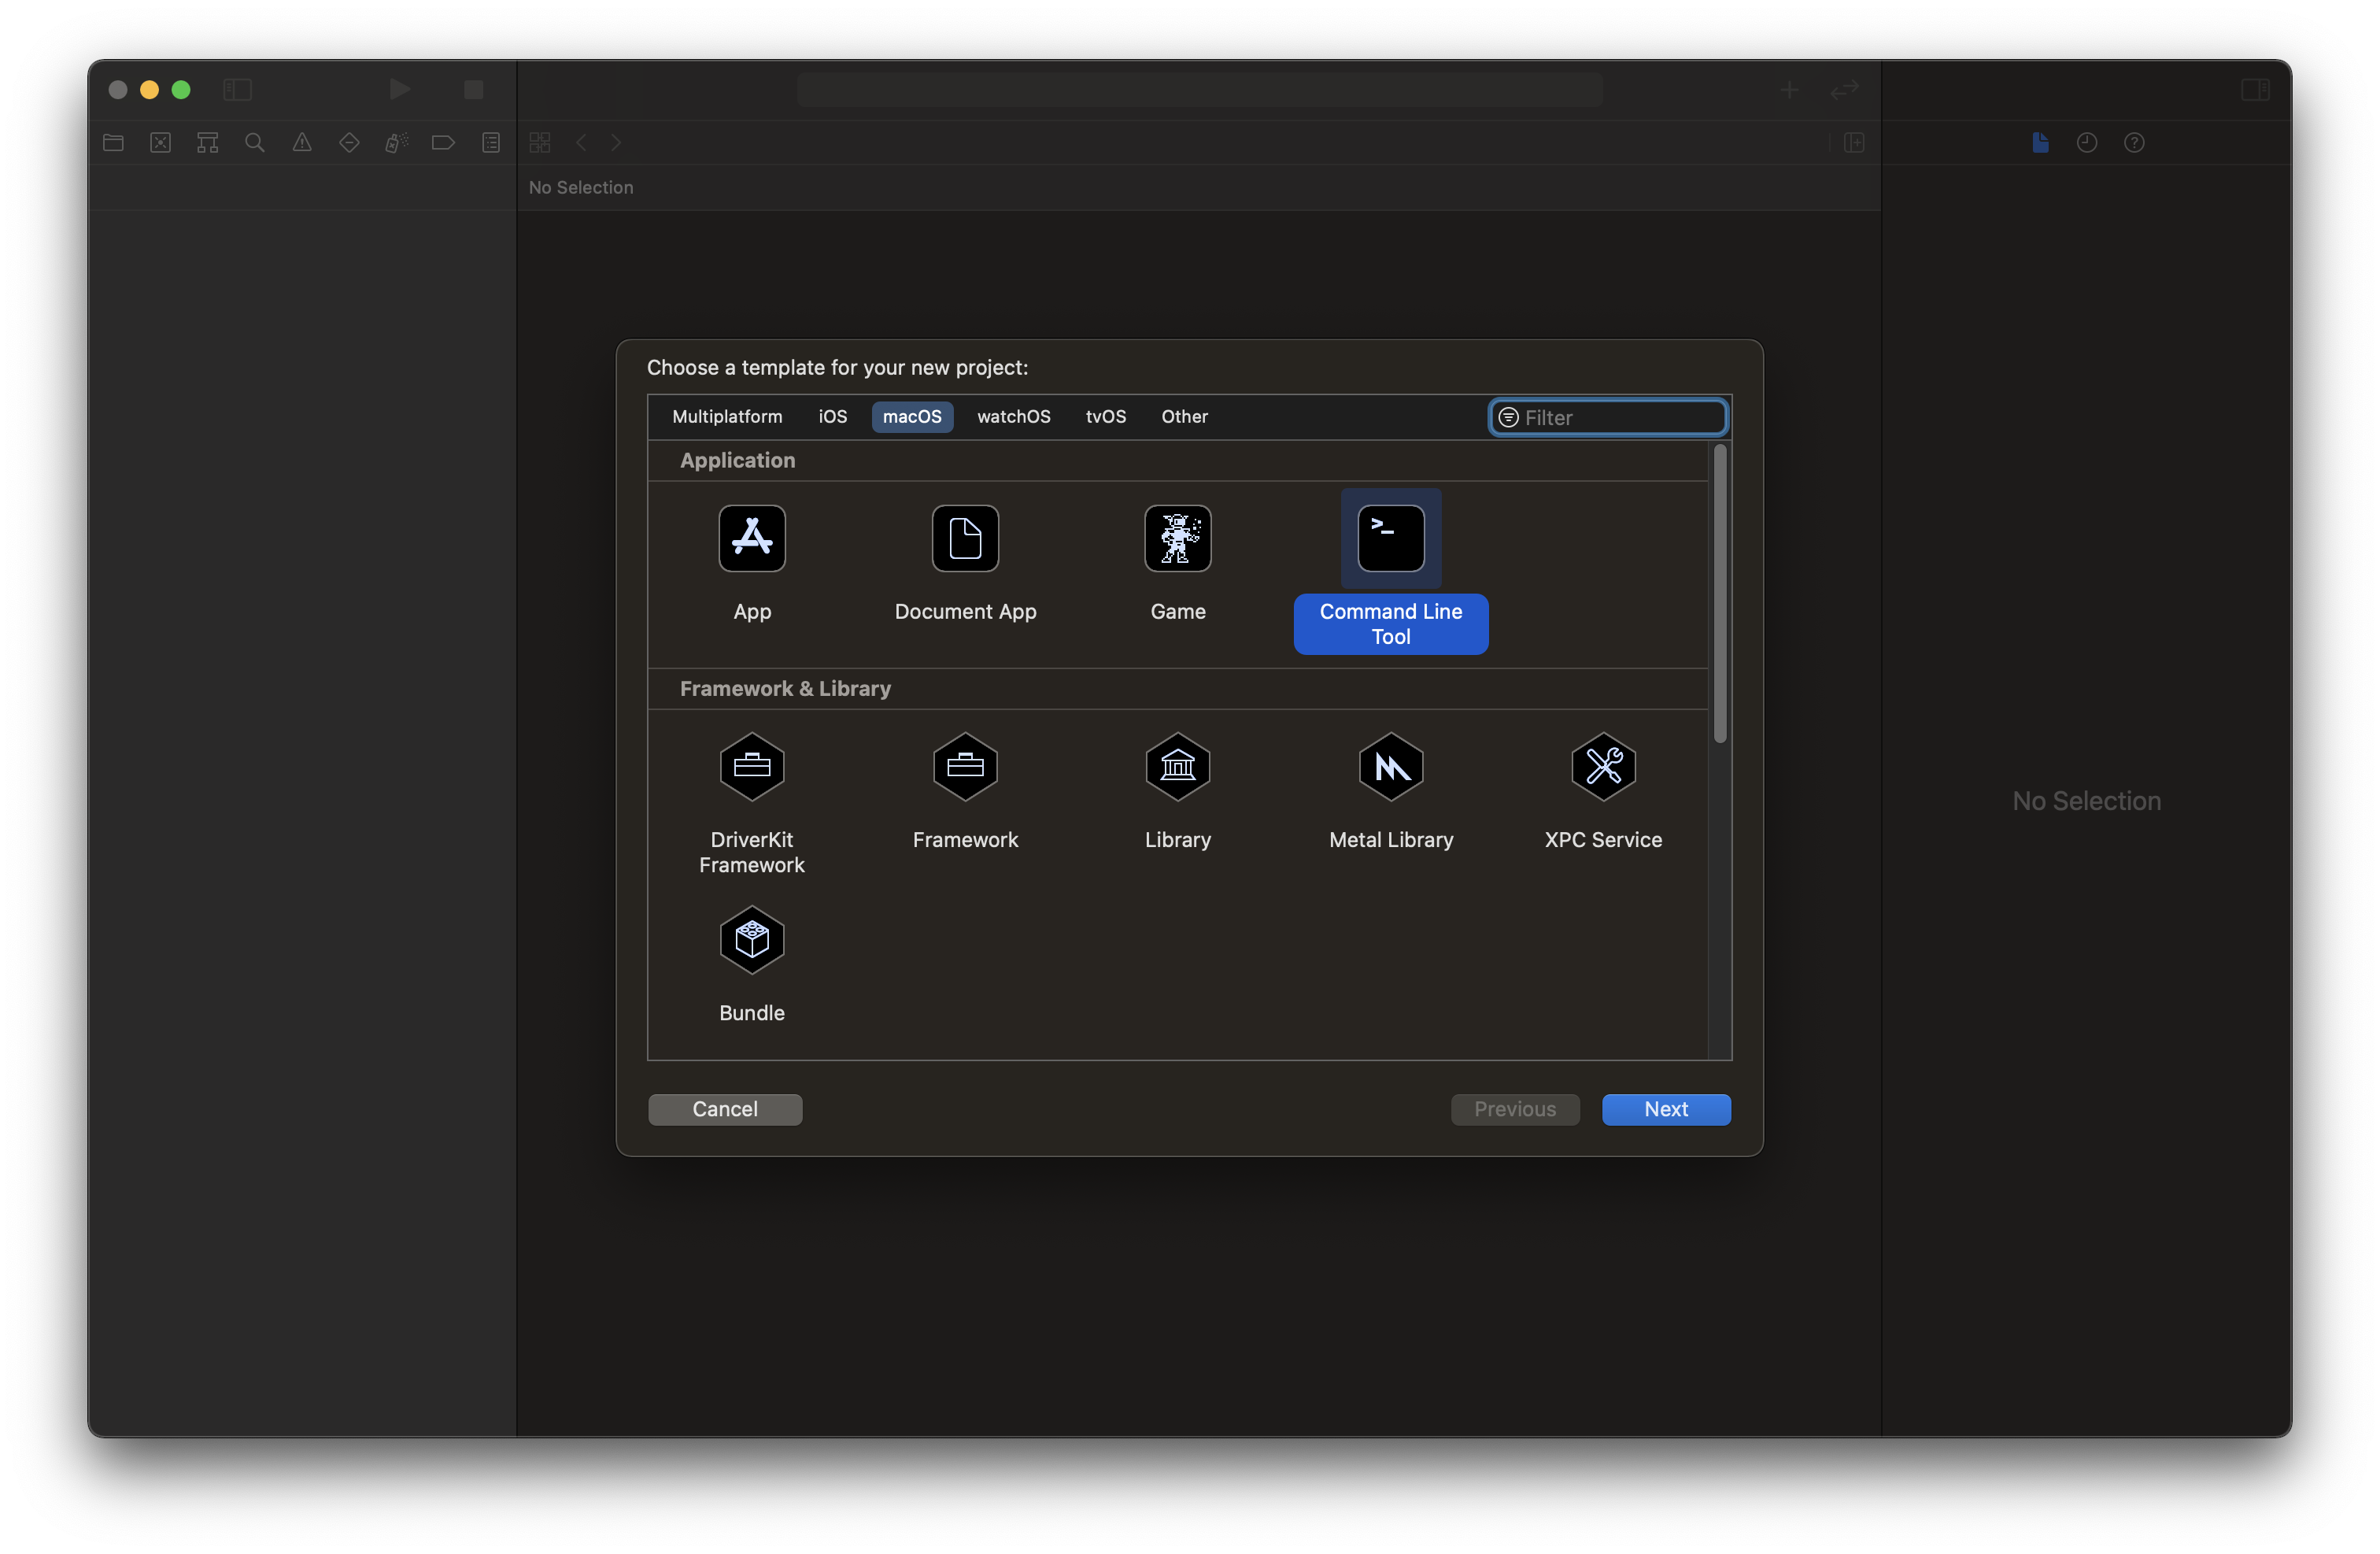 No Selection
Choose a template for your new project:
Multiplatform iOS macOS watchOS tvOS Other Filter
Application
App Document App Game Command Line
Tool
Framework & Library
DriverKit Framework Library Metal Library XPC Service
Framework
Bundle
No Selection
Cancel Previous Next